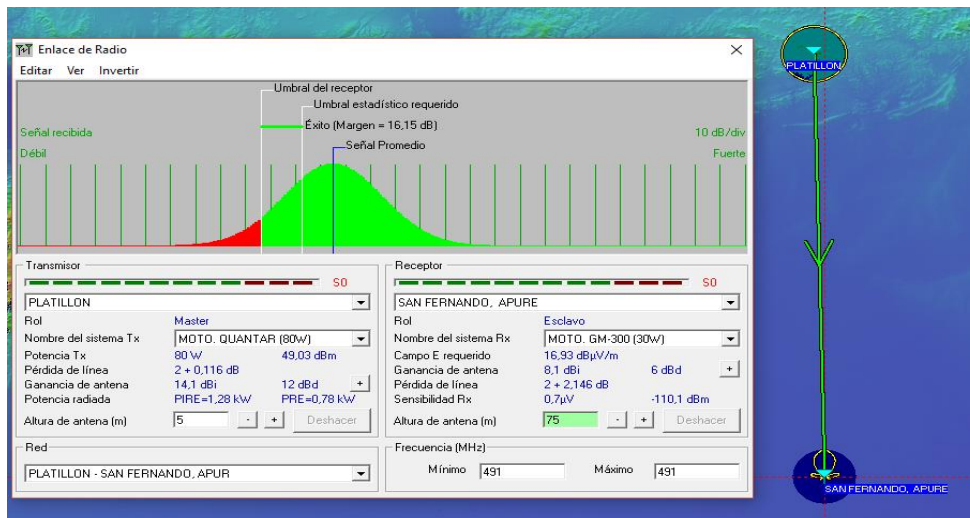 Enlace de Radio
Editar Ver Invertir
Umbral del receptor
Umbral estadístico requerido
Éxito (Margen = 16,15 dB)
Señal recibida
10 dB/div
Señal Promedio
Débil
Fuerte
Transmisor
S0
PLATILLON
Rol Master
Nombre del sistema Tx MOTO. QUANTAR (80W)
Potencia Tx 80 W 49,03 dBm
Pérdida de línea 2 + 0,116 dB
Ganancia de antena 14,1 dBi 12 dBd +
Potencia radiada PIRE=1,28 kW PRE=0,78 kW
Altura de antena (m) 5 - + Deshacer
Receptor
S0
SAN FERNANDO, APURE
Rol Esclavo
Nombre del sistema Rx MOTO. GM-300 (30W)
Campo E requerido 16,93 dBµV/m
Ganancia de antena 8,1 dBi 6 dBd +
Pérdida de línea 2 + 2,146 dB
Sensibilidad Rx 0,7µV -110,1 dBm
Altura de antena (m) 75 - + Deshacer
Red
PLATILLON - SAN FERNANDO, APUR
Frecuencia (MHz)
Mínimo 491 Máximo 491
PLATILLON
SAN FERNANDO, APURE